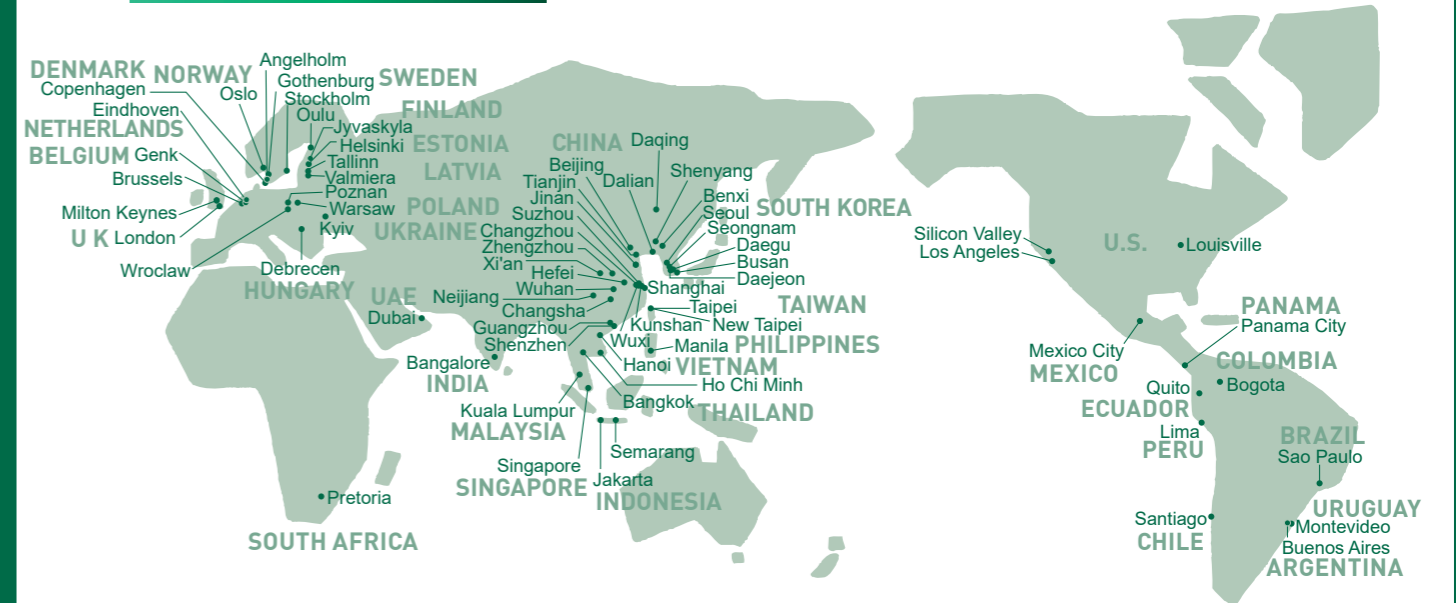 DENMARK
NORWAY
SWEDEN
Angelholm
Gothenburg
Copenhagen
Oslo
Stockholm
Eindhoven
Oulu
FINLAND
NETHERLANDS
Jyvaskyla
BELGIUM
Genk
Helsinki
ESTONIA
Tallinn
Brussels
Valmiera
LATVIA
Poznan
Milton Keynes
Warsaw
POLAND
U K
London
Kyiv
UKRAINE
Wroclaw
Debrecen
HUNGARY
UAE
Dubai
CHINA
Daqing
Beijing
Shenyang
Tianjin
Dalian
Jinan
Benxi
Suzhou
Seoul
SOUTH KOREA
Changzhou
Seongnam
Zhengzhou
Daegu
Xi'an
Busan
Hefei
Daejeon
Wuhan
Shanghai
Neijiang
Changsha
Taipei
TAIWAN
Guangzhou
Kunshan
New Taipei
Shenzhen
Wuxi
Manila
PHILIPPINES
Bangalore
INDIA
Hanoi
VIETNAM
Ho Chi Minh
Kuala Lumpur
Bangkok
THAILAND
MALAYSIA
Semarang
Singapore
SINGAPORE
Jakarta
INDONESIA
Pretoria
SOUTH AFRICA
Silicon Valley
U.S.
Louisville
Los Angeles
PANAMA
Panama City
Mexico City
MEXICO
COLOMBIA
Quito
Bogota
ECUADOR
Lima
PERU
BRAZIL
Sao Paulo
URUGUAY
Santiago
Montevideo
CHILE
Buenos Aires
ARGENTINA